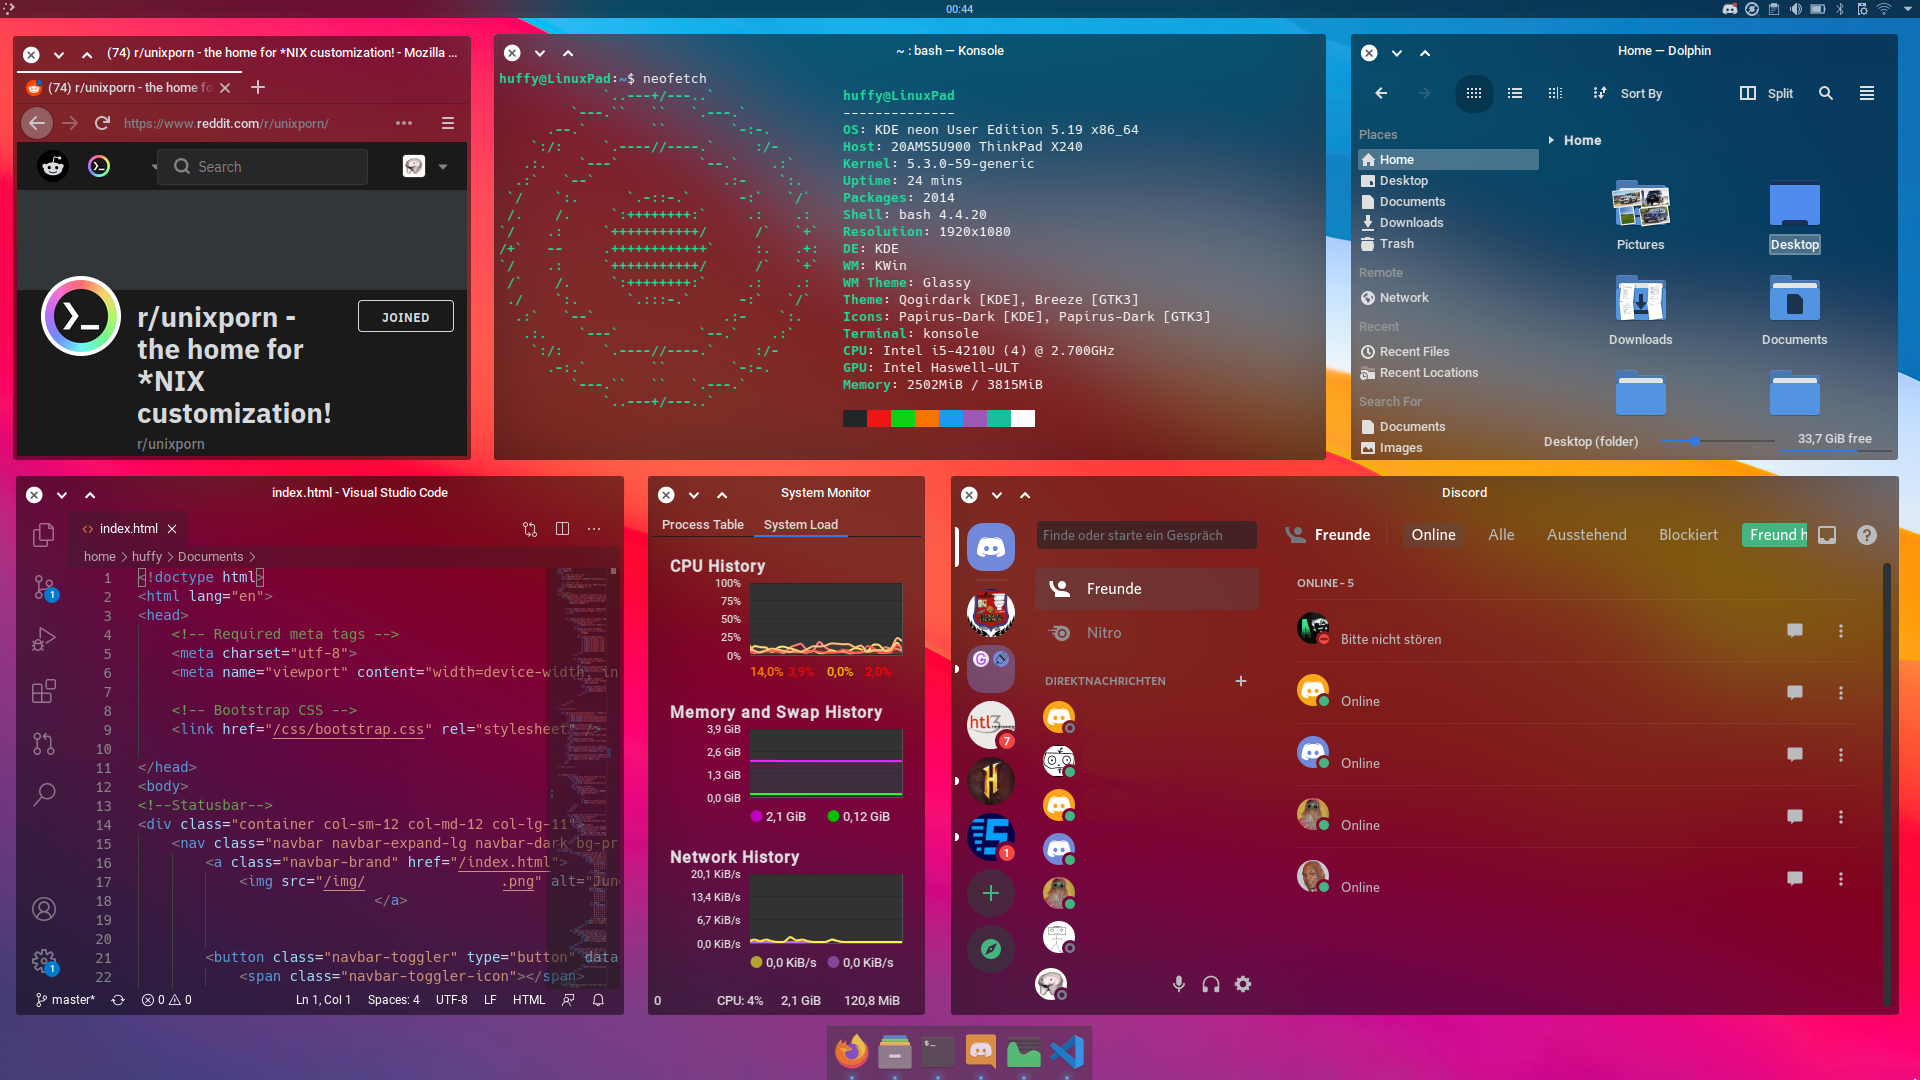 00:44
(74) r/unixporn - the home for *NIX customization! - Mozilla ...
(74) r/unixporn - the home fo
https://www.reddit.com/r/unixporn/
Search
r/unixporn -
the home for
*NIX
customization!
JOINED
r/unixporn
~ : bash — Konsole
huffy@LinuxPad:~$ neofetch
huffy@LinuxPad
--------------
OS: KDE neon User Edition 5.19 x86_64
Host: 20AMS5U900 ThinkPad X240
Kernel: 5.3.0-59-generic
Uptime: 24 mins
Packages: 2014
Shell: bash 4.4.20
Resolution: 1920x1080
DE: KDE
WM: KWin
WM Theme: Glassy
Theme: Qogirdark [KDE], Breeze [GTK3]
Icons: Papirus-Dark [KDE], Papirus-Dark [GTK3]
Terminal: konsole
CPU: Intel i5-4210U (4) @ 2.700GHz
GPU: Intel Haswell-ULT
Memory: 2502MiB / 3815MiB
Home — Dolphin
Sort By
Split
Places
Home
Desktop
Documents
Downloads
Trash
Remote
Network
Recent
Recent Files
Recent Locations
Search For
Documents
Images
Home
Pictures
Desktop
Downloads
Documents
Desktop (folder)
33,7 GiB free
index.html - Visual Studio Code
index.html
home > huffy > Documents >
1 <!doctype html>
2 <html lang="en">
3 <head>
4 <!-- Required meta tags -->
5 <meta charset="utf-8">
6 <meta name="viewport" content="width=device-width, in
7
8 <!-- Bootstrap CSS -->
9 <link href="/css/bootstrap.css" rel="stylesheet" />
10
11 </head>
12 <body>
13 <!--Statusbar-->
14 <div class="container col-sm-12 col-md-12 col-lg-11"
15 <nav class="navbar navbar-expand-lg navbar-dark bg-pr
16 <a class="navbar-brand" href="/index.html">
17 <img src="/img/ .png" alt="Jun
18 </a>
19
20
21 <button class="navbar-toggler" type="button" data
22 <span class="navbar-toggler-icon"></span>
1
1
master*
0 0
Ln 1, Col 1
Spaces: 4
UTF-8
LF
HTML
System Monitor
Process Table
System Load
CPU History
100%
75%
50%
25%
0%
14,0% 3,9% 0,0% 2,0%
Memory and Swap History
3,9 GiB
2,6 GiB
1,3 GiB
0,0 GiB
2,1 GiB
0,12 GiB
Network History
20,1 KiB/s
13,4 KiB/s
6,7 KiB/s
0,0 KiB/s
0,0 KiB/s
0,0 KiB/s
0
CPU: 4%
2,1 GiB
120,8 MiB
Discord
Finde oder starte ein Gespräch
Freunde
Online
Alle
Ausstehend
Blockiert
Freund h
Freunde
Nitro
DIREKTNACHRICHTEN
htl3
7
1
ONLINE – 5
Bitte nicht stören
Online
Online
Online
Online